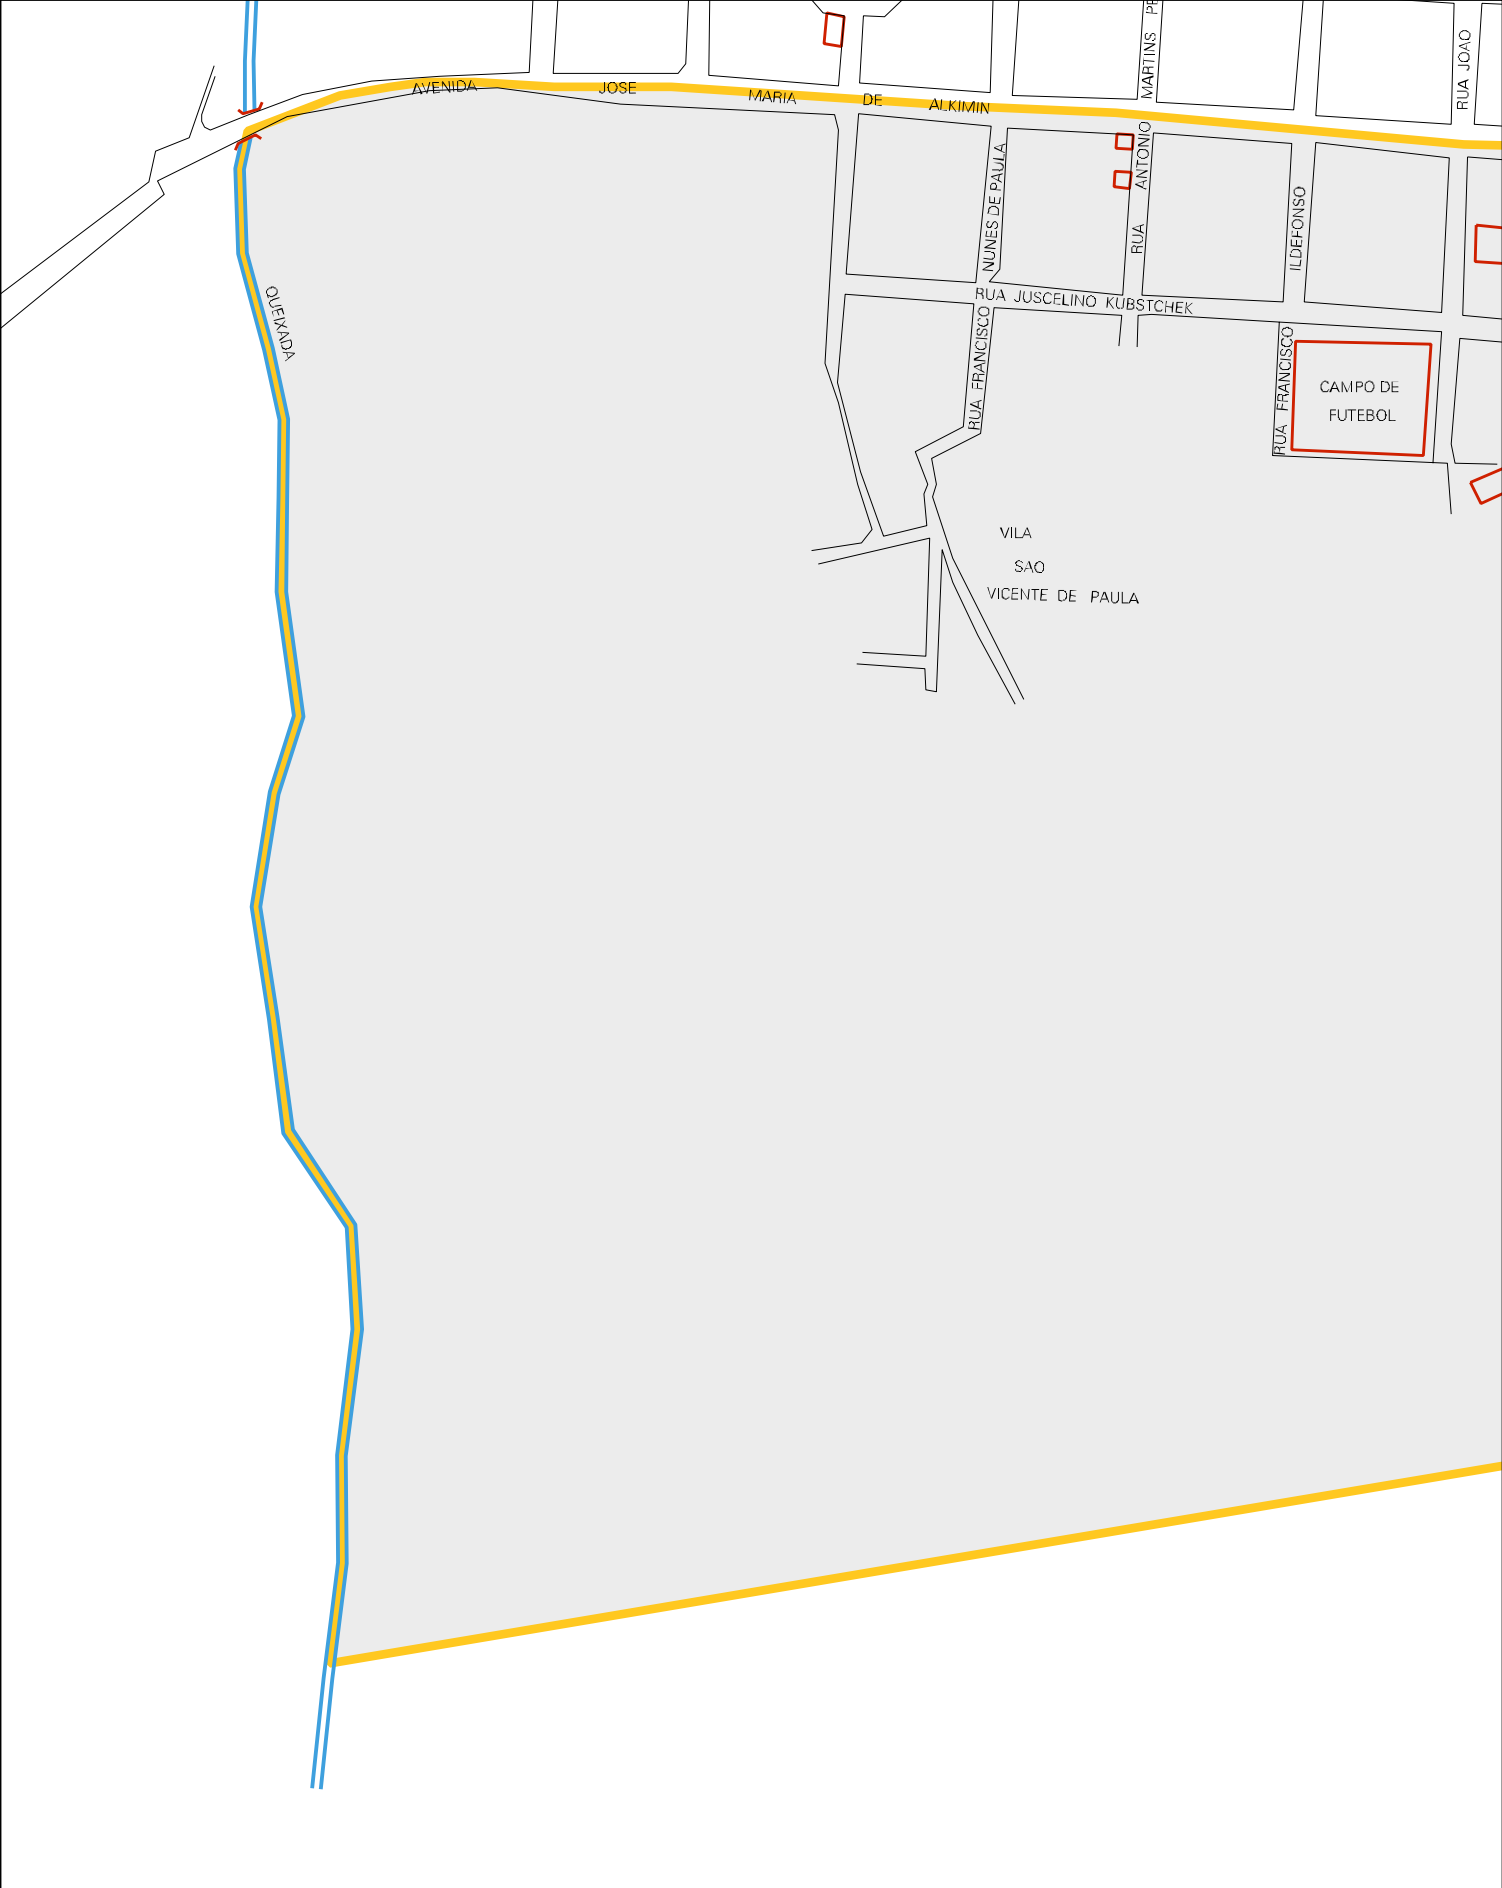 MARTINS
RUA JOAO
AVENIDA JOSE MARIA DE ALKIMIN
NUNES DE PAULA
RUA ANTONIO
ILDEFONSO
QUEIXADA
RUA JUSCELINO KUBSTCHEK
RUA FRANCISCO
RUA FRANCISCO
CAMPO DE
FUTEBOL
VILA
SAO
VICENTE DE PAULA